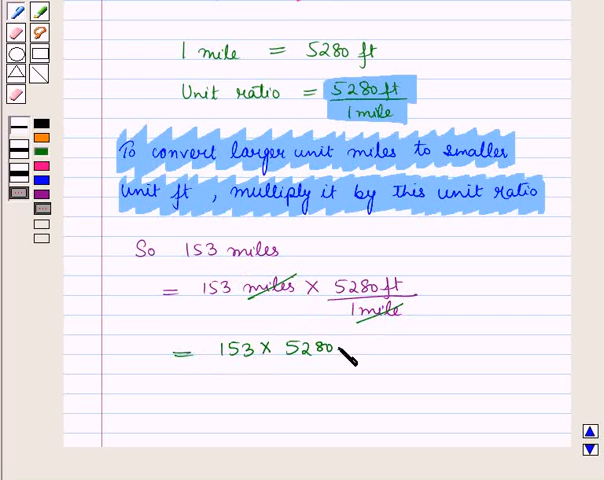 1 mile = 5280 ft
Unit ratio = 5280 ft / 1 mile
To convert larger unit miles to smaller
unit ft, multiply it by this unit ratio
So 153 miles
= 153 miles × 5280 ft / 1 mile
= 153 × 5280